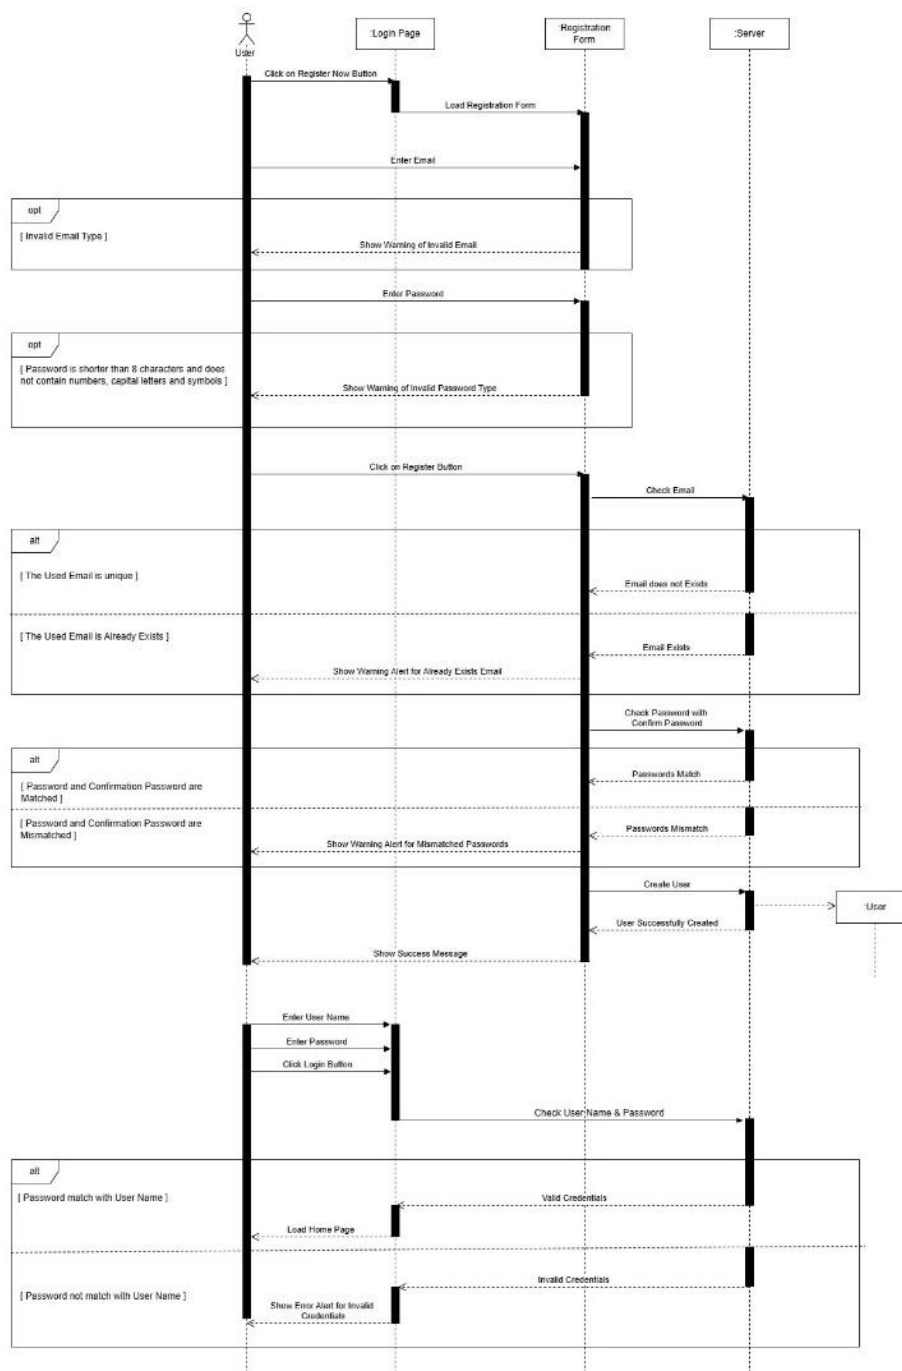 User
:Login Page
:Registration
Form
:Server
Click on Register Now Button
Load Registration Form
Enter Email
opt
[ Invalid Email Type ]
Show Warning of Invalid Email
Enter Password
opt
[ Password is shorter than 8 characters and does
not contain numbers, capital letters and symbols ]
Show Warning of Invalid Password Type
Click on Register Button
Check Email
alt
[ The Used Email is unique ]
Email does not Exists
[ The Used Email is Already Exists ]
Email Exists
Show Warning Alert for Already Exists Email
Check Password with
Confirm Password
alt
[ Password and Confirmation Password are
Matched ]
Passwords Match
[ Password and Confirmation Password are
Mismatched ]
Passwords Mismatch
Show Warning Alert for Mismatched Passwords
Create User
:User
User Successfully Created
Show Success Message
Enter User Name
Enter Password
Click Login Button
Check User Name & Password
alt
[ Password match with User Name ]
Valid Credentials
Load Home Page
Invalid Credentials
[ Password not match with User Name ]
Show Error Alert for Invalid
Credentials